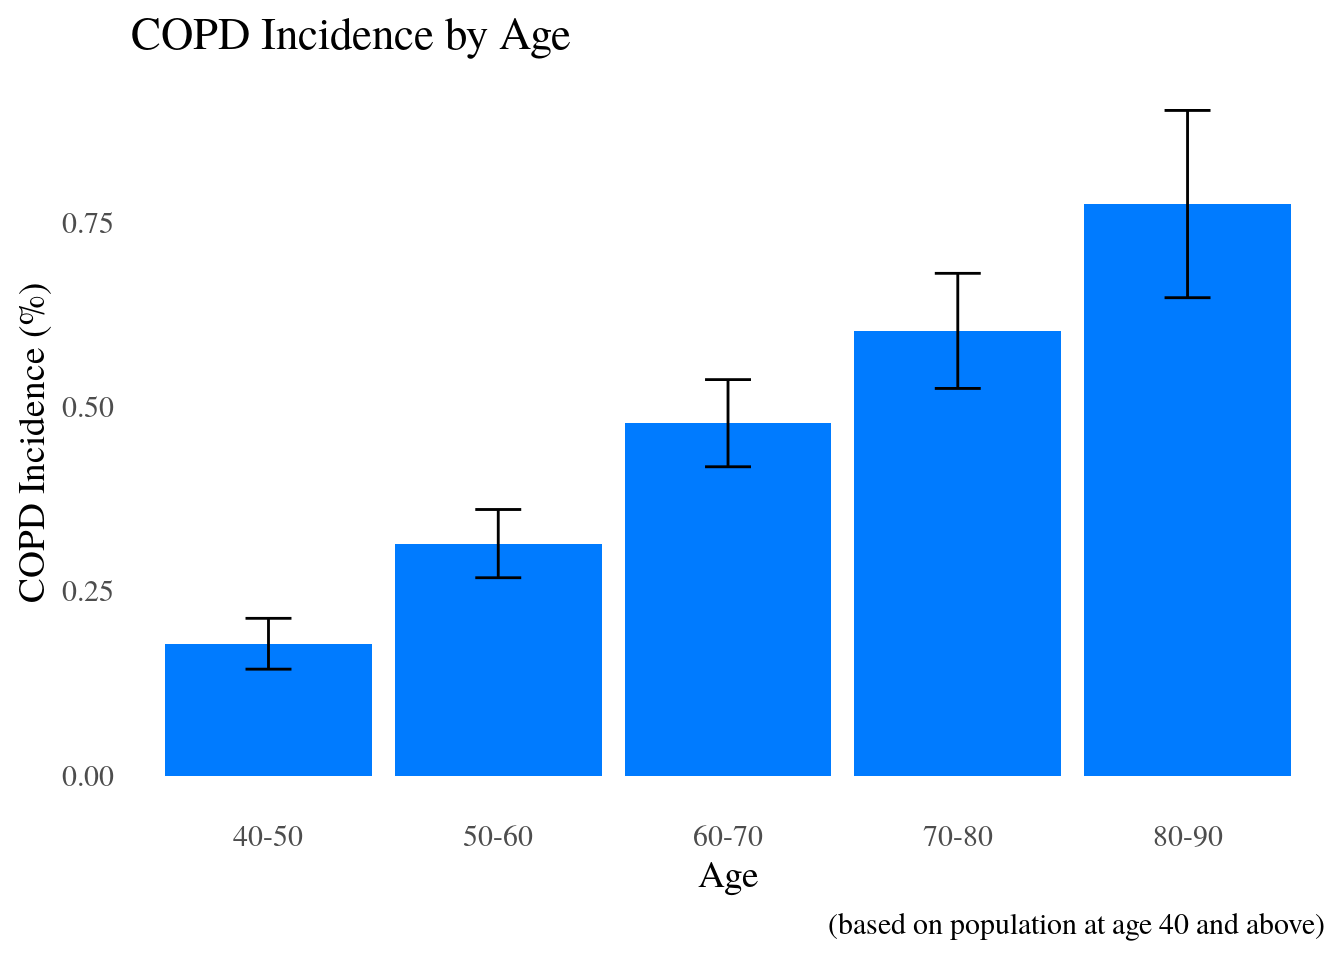 COPD Incidence by Age
COPD Incidence (%)
0.75
0.50
0.25
0.00
40-50 50-60 60-70 70-80 80-90
Age
(based on population at age 40 and above)